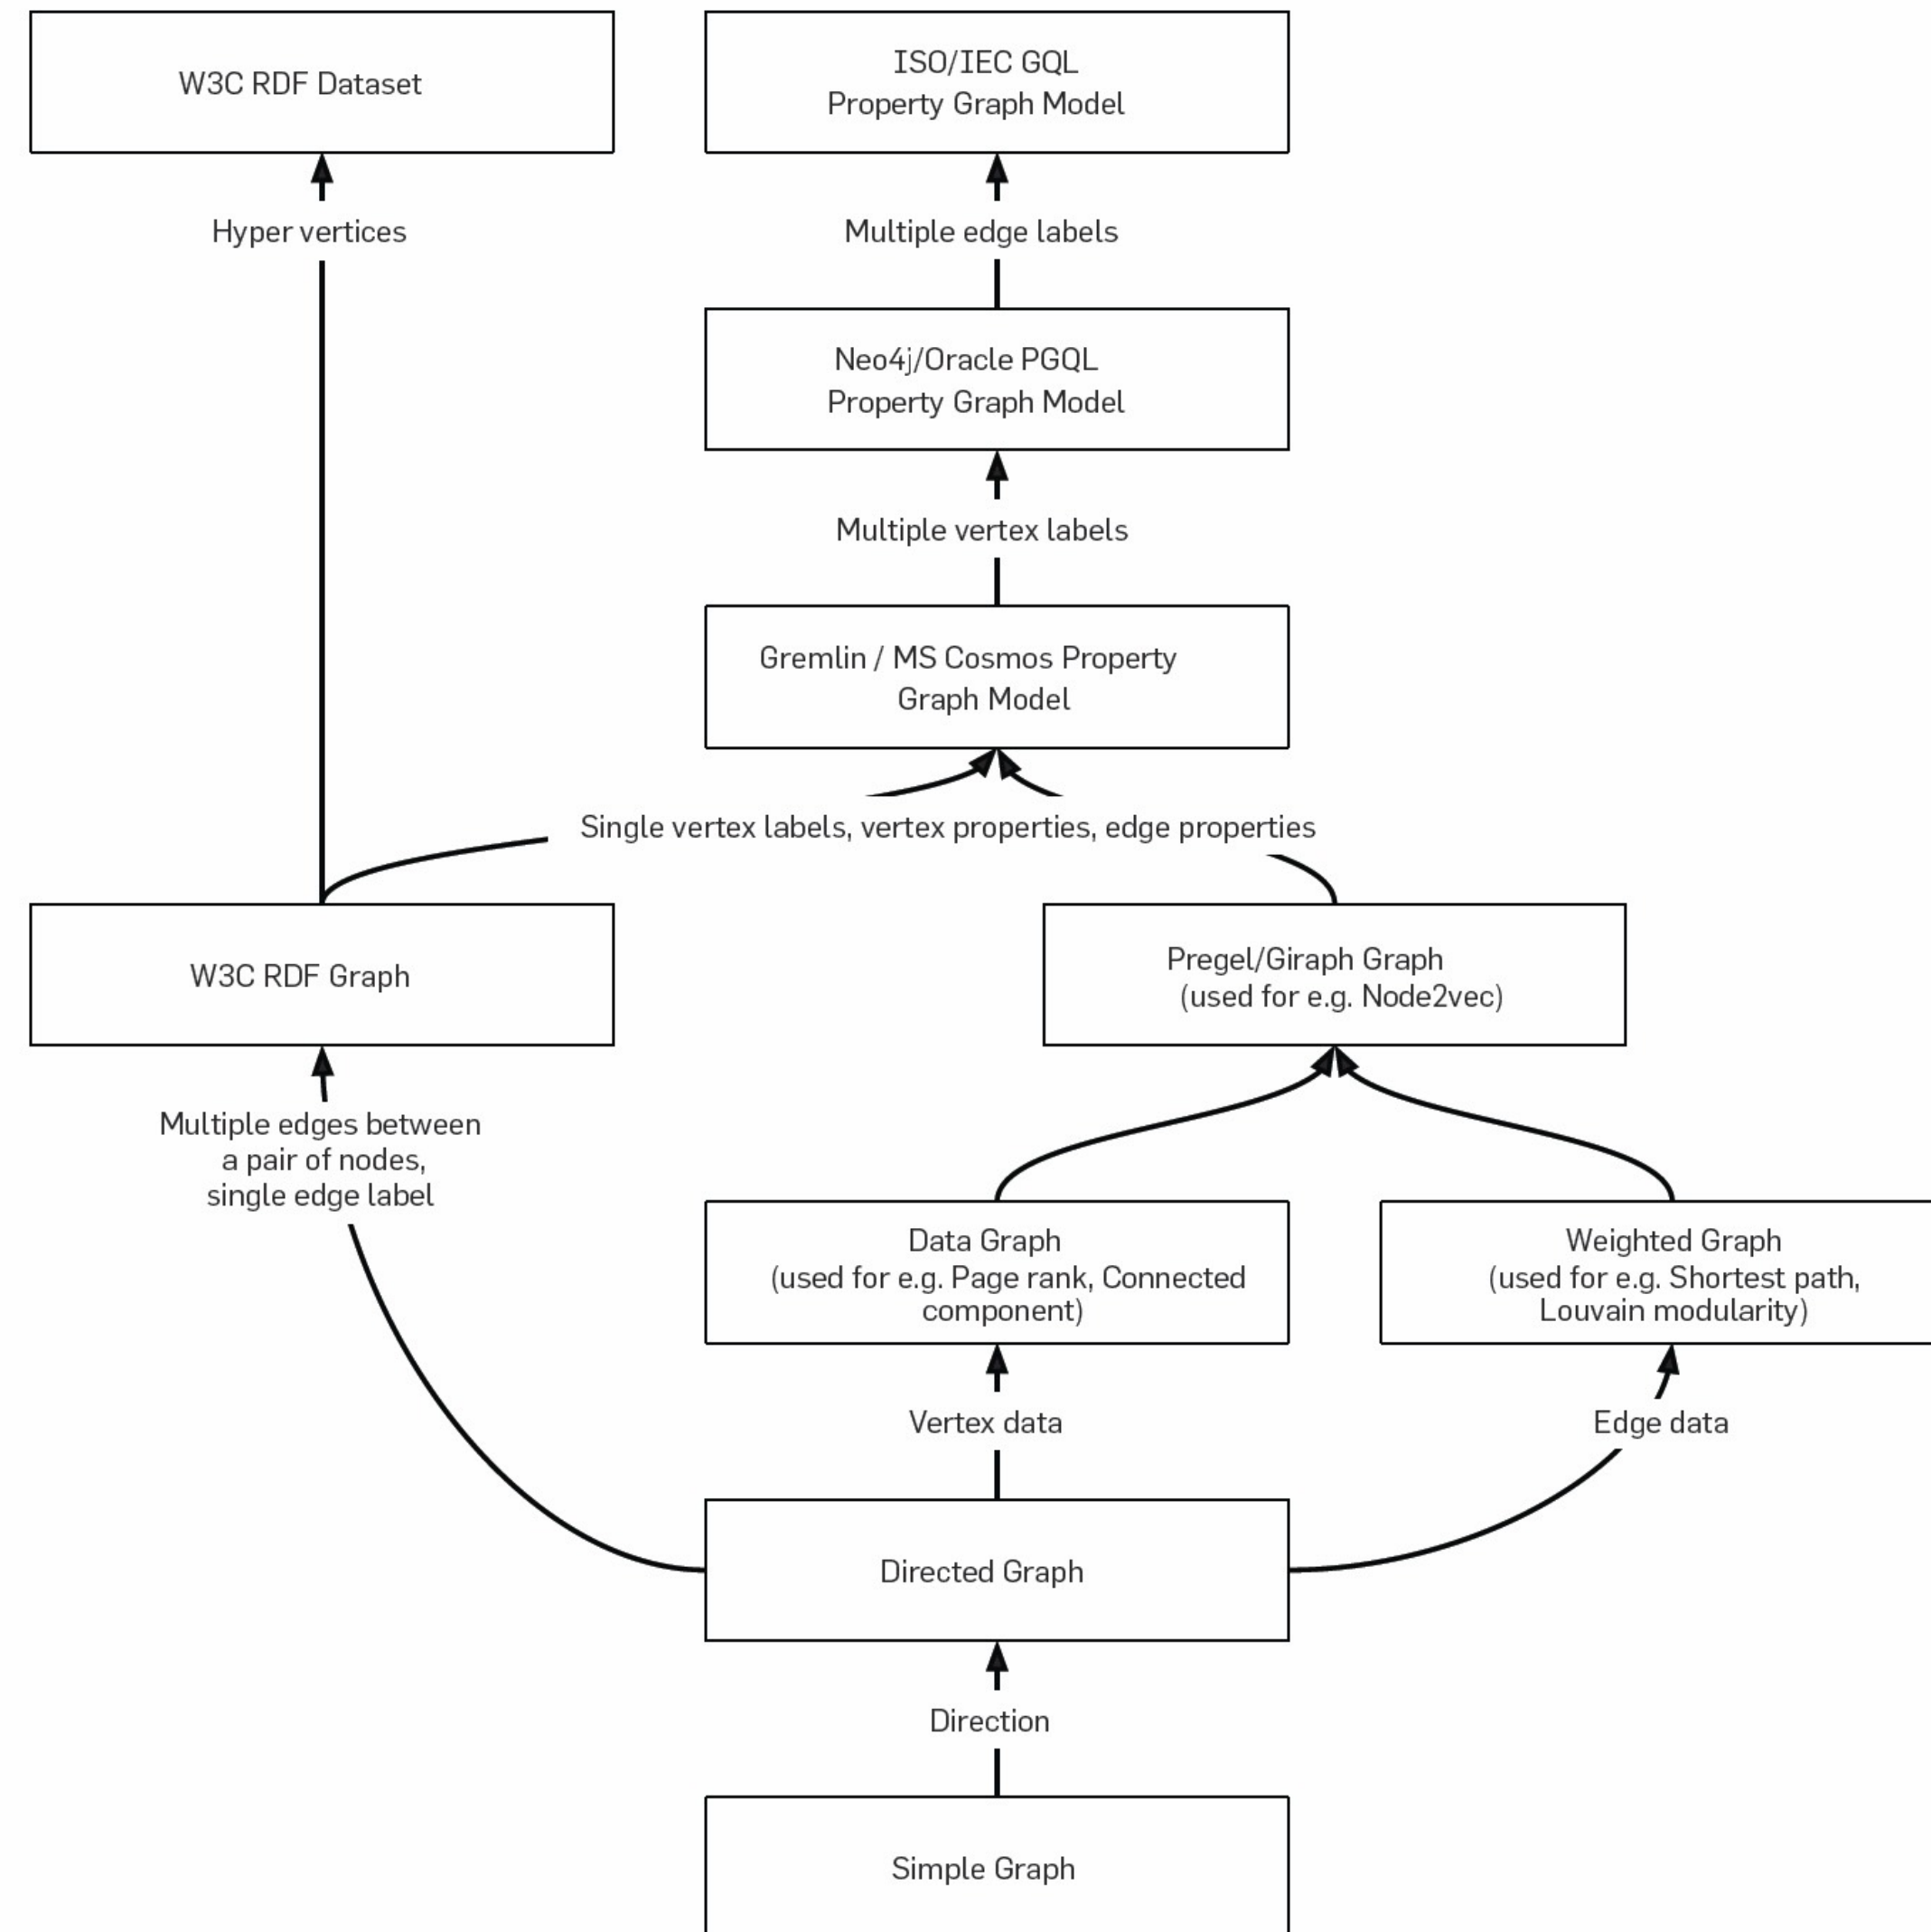 W3C RDF Dataset
ISO/IEC GQL
Property Graph Model
Hyper vertices
Multiple edge labels
Neo4j/Oracle PGQL
Property Graph Model
Multiple vertex labels
Gremlin / MS Cosmos Property
Graph Model
Single vertex labels, vertex properties, edge properties
W3C RDF Graph
Pregel/Giraph Graph
(used for e.g. Node2vec)
Multiple edges between
a pair of nodes,
single edge label
Data Graph
(used for e.g. Page rank, Connected
component)
Weighted Graph
(used for e.g. Shortest path,
Louvain modularity)
Vertex data
Edge data
Directed Graph
Direction
Simple Graph